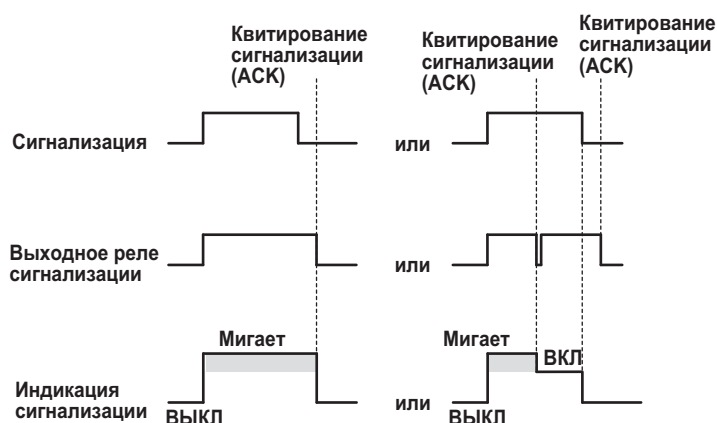 Квитирование
сигнализации
(ACK)
Квитирование
сигнализации
(ACK)
Квитирование
сигнализации
(ACK)
Сигнализация
или
Выходное реле
сигнализации
или
Мигает
Мигает
ВКЛ
Индикация
сигнализации
ВЫКЛ
или
ВЫКЛ